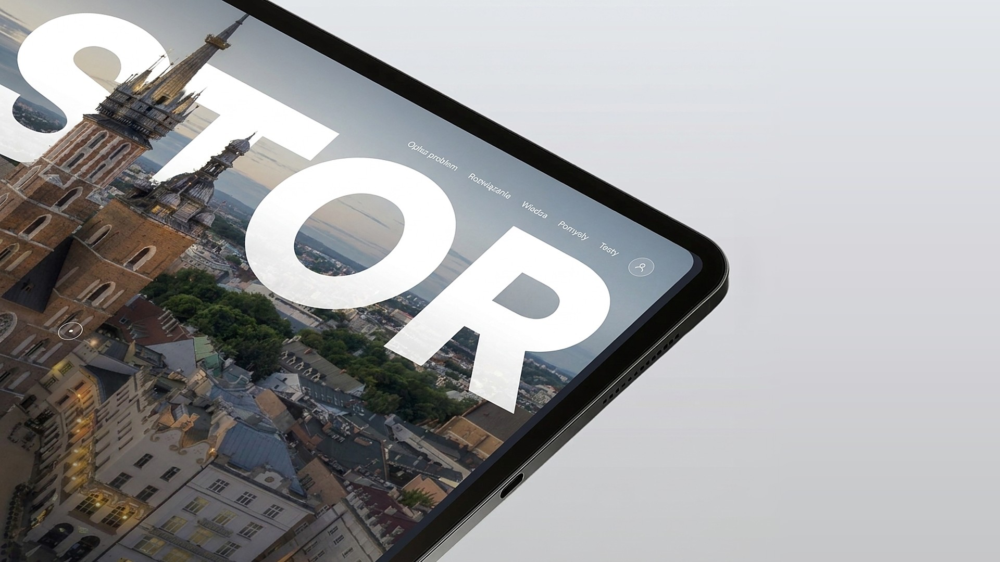 STOR
Opisz problem
Rozwiązania
Wiedza
Pomysły
Testy